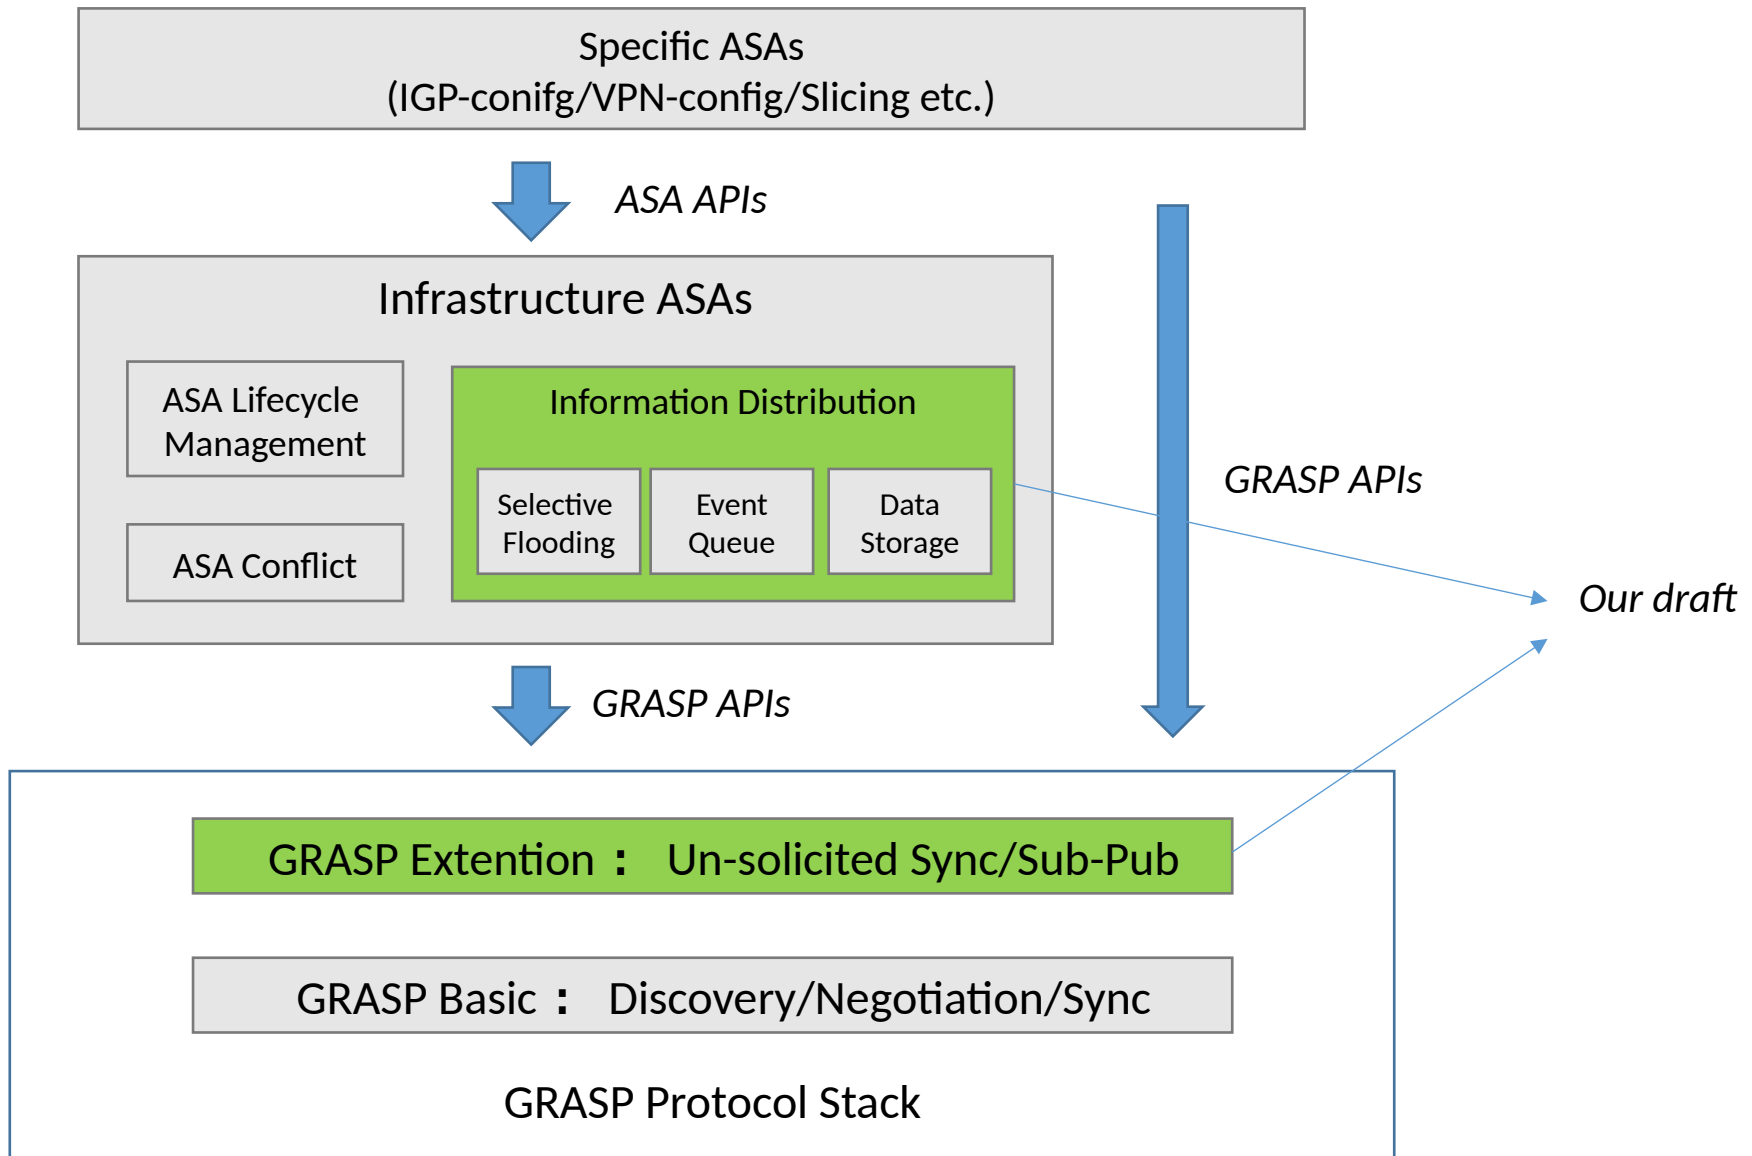 Specific ASAs
(IGP-conifg/VPN-config/Slicing etc.)
ASA APIs
Infrastructure ASAs
ASA Lifecycle
Management
ASA Conflict
Information Distribution
Selective
Flooding
Event
Queue
Data
Storage
GRASP APIs
Our draft
GRASP APIs
GRASP Extention： Un-solicited Sync/Sub-Pub
GRASP Basic： Discovery/Negotiation/Sync
GRASP Protocol Stack